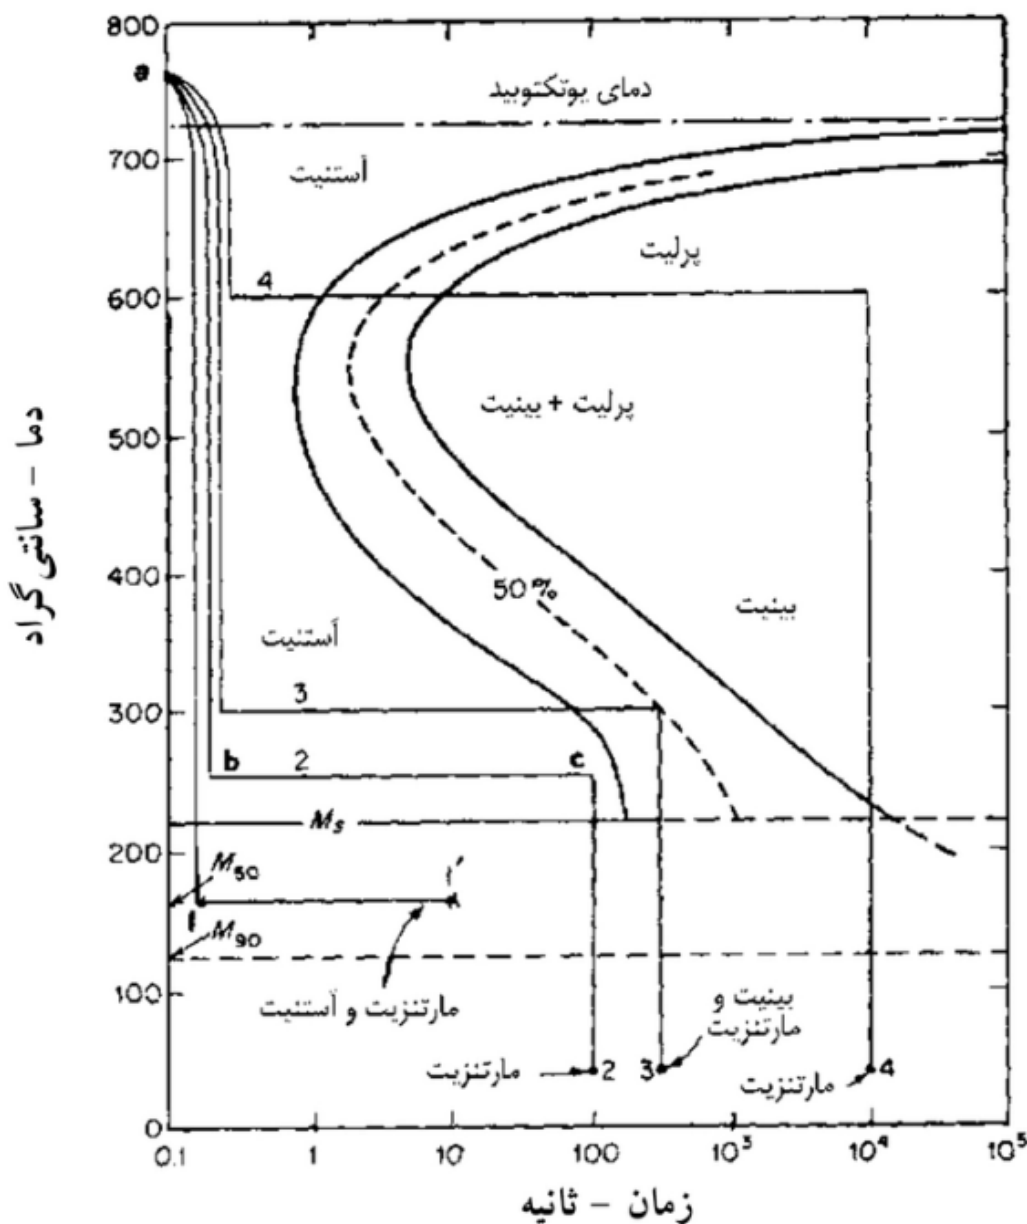 800
a
دمای یوتکتویید
700
آستنیت
پرلیت
4
600
پرلیت + بینیت
500
دما - سانتی گراد
50%
400
بینیت
آستنیت
3
300
b
2
c
Ms
200
M50
1
1'
M90
100
مارتنزیت و آستنیت
بینیت و
مارتنزیت
مارتنزیت
2
3
4
مارتنزیت
0
0.1
1
10
100
10³
10⁴
10⁵
زمان - ثانیه